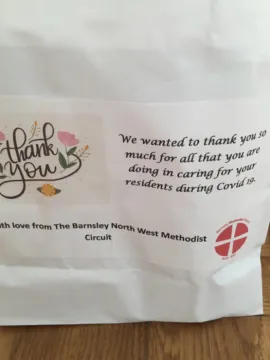 thank
you
We wanted to thank you so
much for all that you are
doing in caring for your
residents during Covid 19.
love from The Barnsley North West Methodist
Circuit